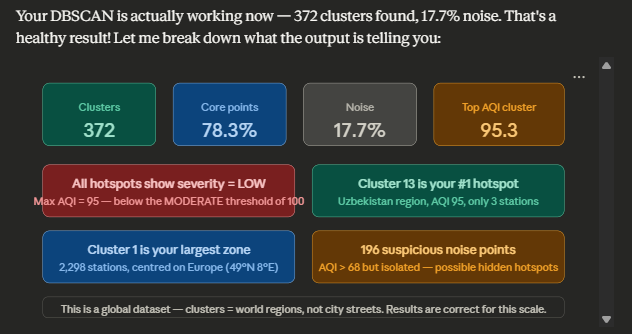 Your DBSCAN is actually working now — 372 clusters found, 17.7% noise. That's a
healthy result! Let me break down what the output is telling you:
Clusters
372
Core points
78.3%
Noise
17.7%
Top AQI cluster
95.3
All hotspots show severity = LOW
Max AQI = 95 — below the MODERATE threshold of 100
Cluster 13 is your #1 hotspot
Uzbekistan region, AQI 95, only 3 stations
Cluster 1 is your largest zone
2,298 stations, centred on Europe (49°N 8°E)
196 suspicious noise points
AQI > 68 but isolated — possible hidden hotspots
This is a global dataset — clusters = world regions, not city streets. Results are correct for this scale.